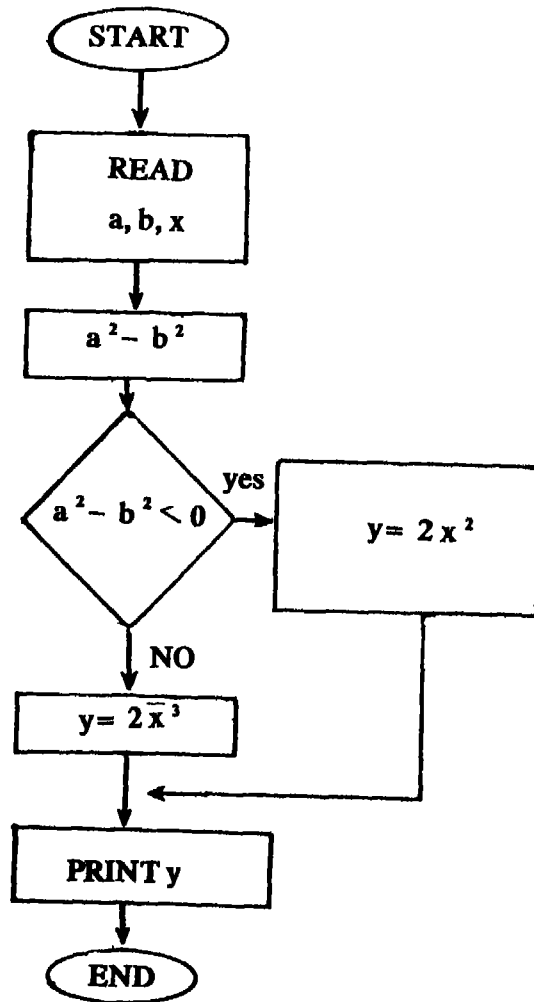 START
READ
a, b, x
a² – b²
a² – b² < 0
yes
y = 2 x²
NO
y = 2 x̅ ³
PRINT y
END